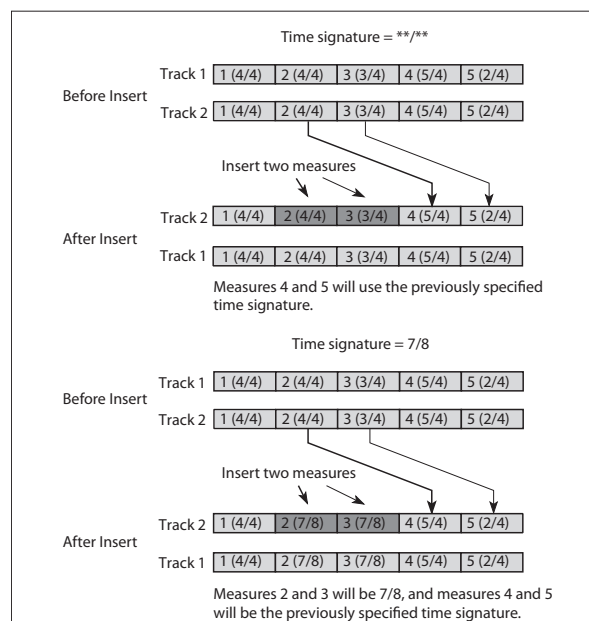 Time signature = **/**
Track 1 1 (4/4) 2 (4/4) 3 (3/4) 4 (5/4) 5 (2/4)
Before Insert
Track 2 1 (4/4) 2 (4/4) 3 (3/4) 4 (5/4) 5 (2/4)
Insert two measures
Track 2 1 (4/4) 2 (4/4) 3 (3/4) 4 (5/4) 5 (2/4)
After Insert
Track 1 1 (4/4) 2 (4/4) 3 (3/4) 4 (5/4) 5 (2/4)
Measures 4 and 5 will use the previously specified
time signature.
Time signature = 7/8
Track 1 1 (4/4) 2 (4/4) 3 (3/4) 4 (5/4) 5 (2/4)
Before Insert
Track 2 1 (4/4) 2 (4/4) 3 (3/4) 4 (5/4) 5 (2/4)
Insert two measures
Track 2 1 (4/4) 2 (7/8) 3 (7/8) 4 (5/4) 5 (2/4)
After Insert
Track 1 1 (4/4) 2 (7/8) 3 (7/8) 4 (5/4) 5 (2/4)
Measures 2 and 3 will be 7/8, and measures 4 and 5
will be the previously specified time signature.